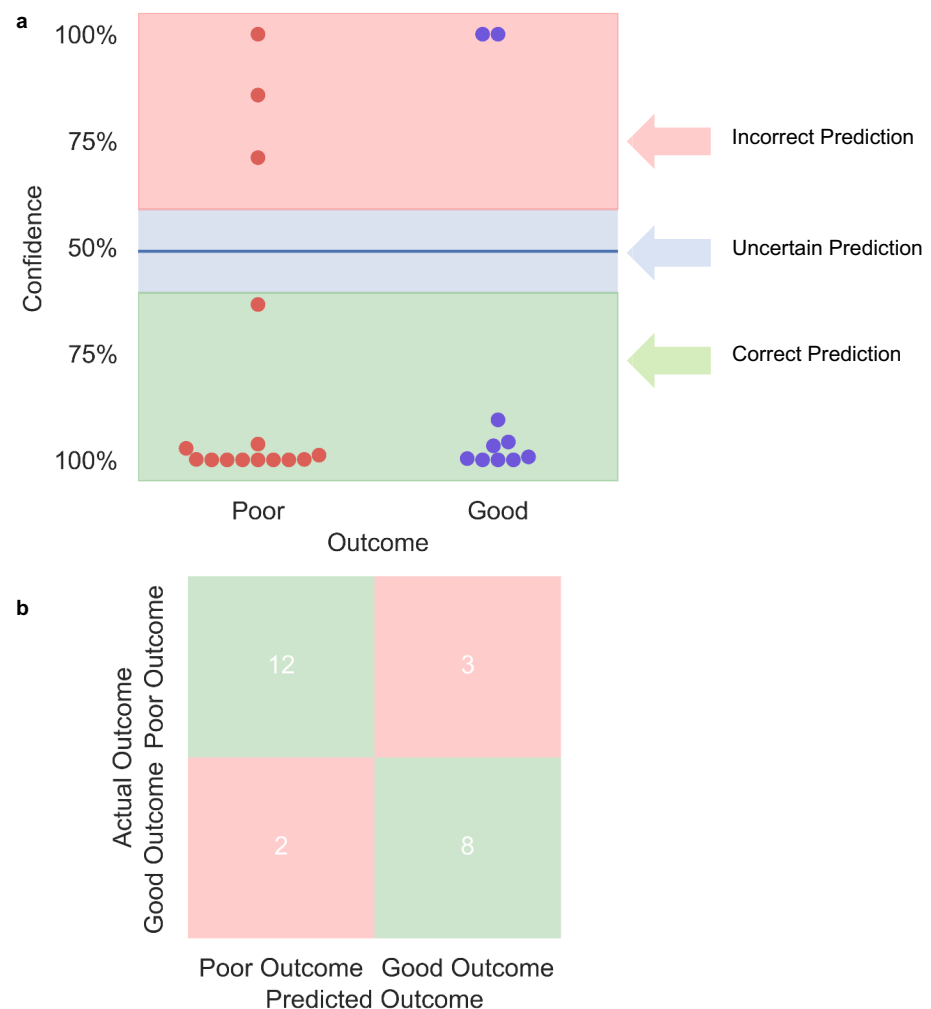 a
100%
75%
50%
75%
100%
Confidence
Poor
Good
Outcome
Incorrect Prediction
Uncertain Prediction
Correct Prediction
b
Actual Outcome
Poor Outcome
Good Outcome
12
3
2
8
Poor Outcome
Good Outcome
Predicted Outcome